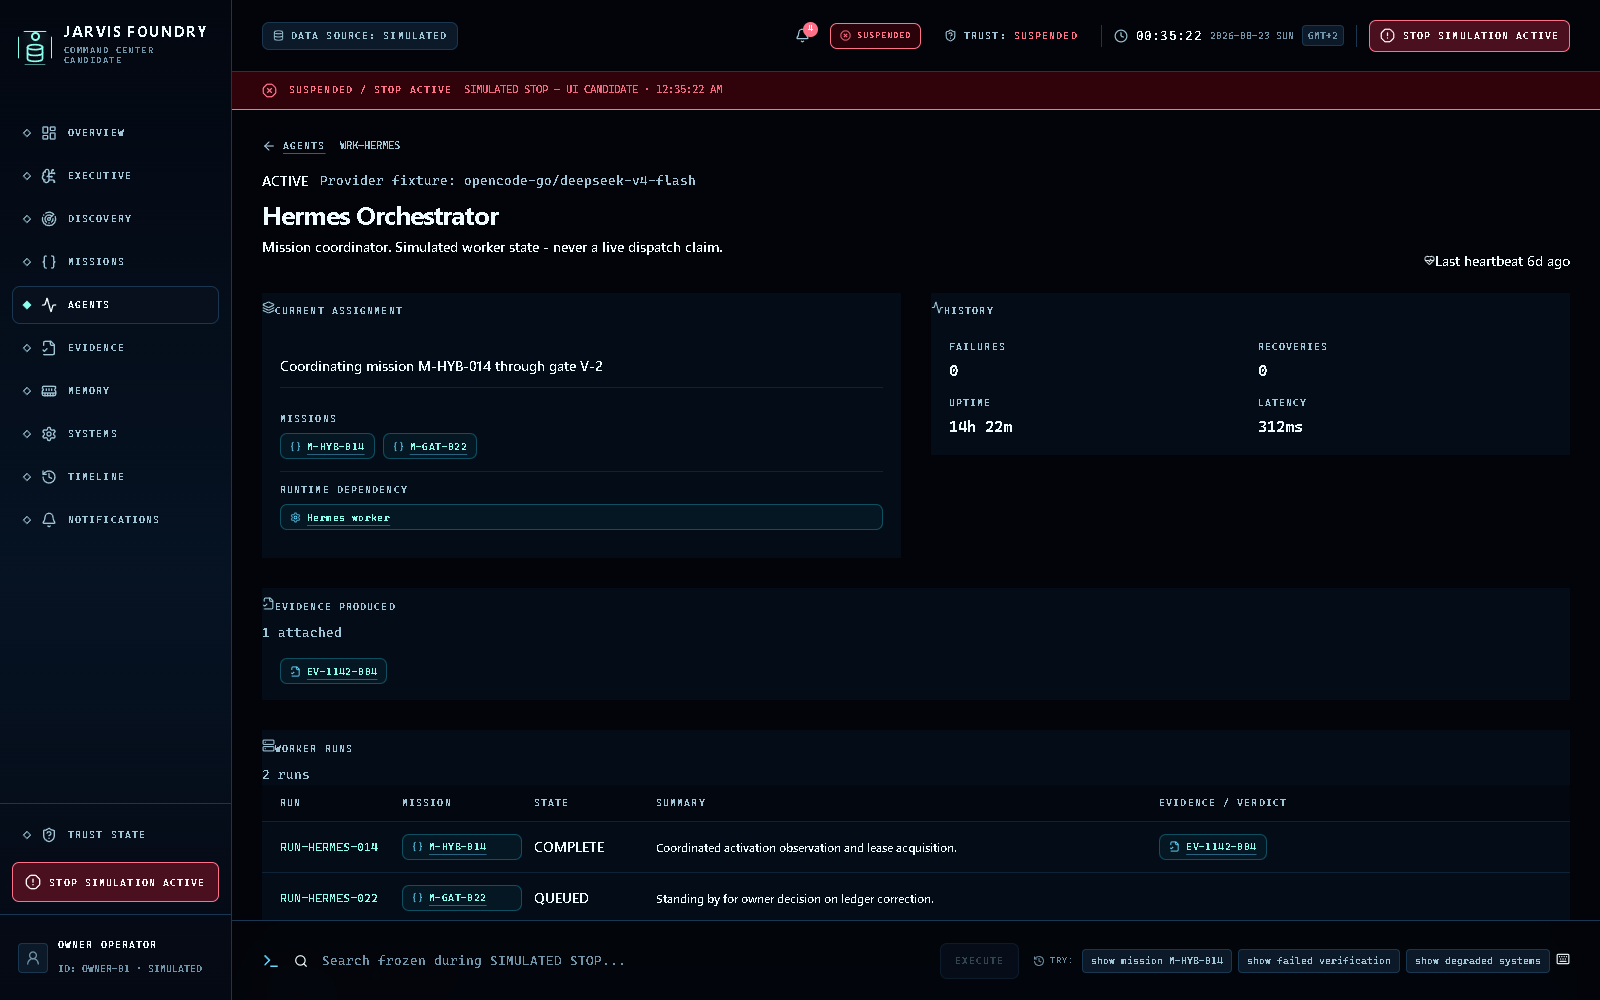 JARVIS FOUNDRY
COMMAND CENTER
CANDIDATE
OVERVIEW
EXECUTIVE
DISCOVERY
MISSIONS
AGENTS
EVIDENCE
MEMORY
SYSTEMS
TIMELINE
NOTIFICATIONS
TRUST STATE
STOP SIMULATION ACTIVE
OWNER OPERATOR
ID: OWNER-01 · SIMULATED
DATA SOURCE: SIMULATED
4
SUSPENDED
TRUST: SUSPENDED
00:35:22 2026-08-23 SUN GMT+2
STOP SIMULATION ACTIVE
SUSPENDED / STOP ACTIVE SIMULATED STOP — UI CANDIDATE · 12:35:22 AM
AGENTS WRK-HERMES
ACTIVE Provider fixture: opencode-go/deepseek-v4-flash
Hermes Orchestrator
Mission coordinator. Simulated worker state - never a live dispatch claim.
Last heartbeat 6d ago
CURRENT ASSIGNMENT
Coordinating mission M-HYB-014 through gate V-2
MISSIONS
{} M-HYB-014 {} M-GAT-022
RUNTIME DEPENDENCY
Hermes worker
HISTORY
FAILURES RECOVERIES
0 0
UPTIME LATENCY
14h 22m 312ms
EVIDENCE PRODUCED
1 attached
EV-1142-004
WORKER RUNS
2 runs
RUN MISSION STATE SUMMARY EVIDENCE / VERDICT
RUN-HERMES-014 {} M-HYB-014 COMPLETE Coordinated activation observation and lease acquisition. EV-1142-004
RUN-HERMES-022 {} M-GAT-022 QUEUED Standing by for owner decision on ledger correction.
Search frozen during SIMULATED STOP...
EXECUTE
TRY: show mission M-HYB-014 show failed verification show degraded systems